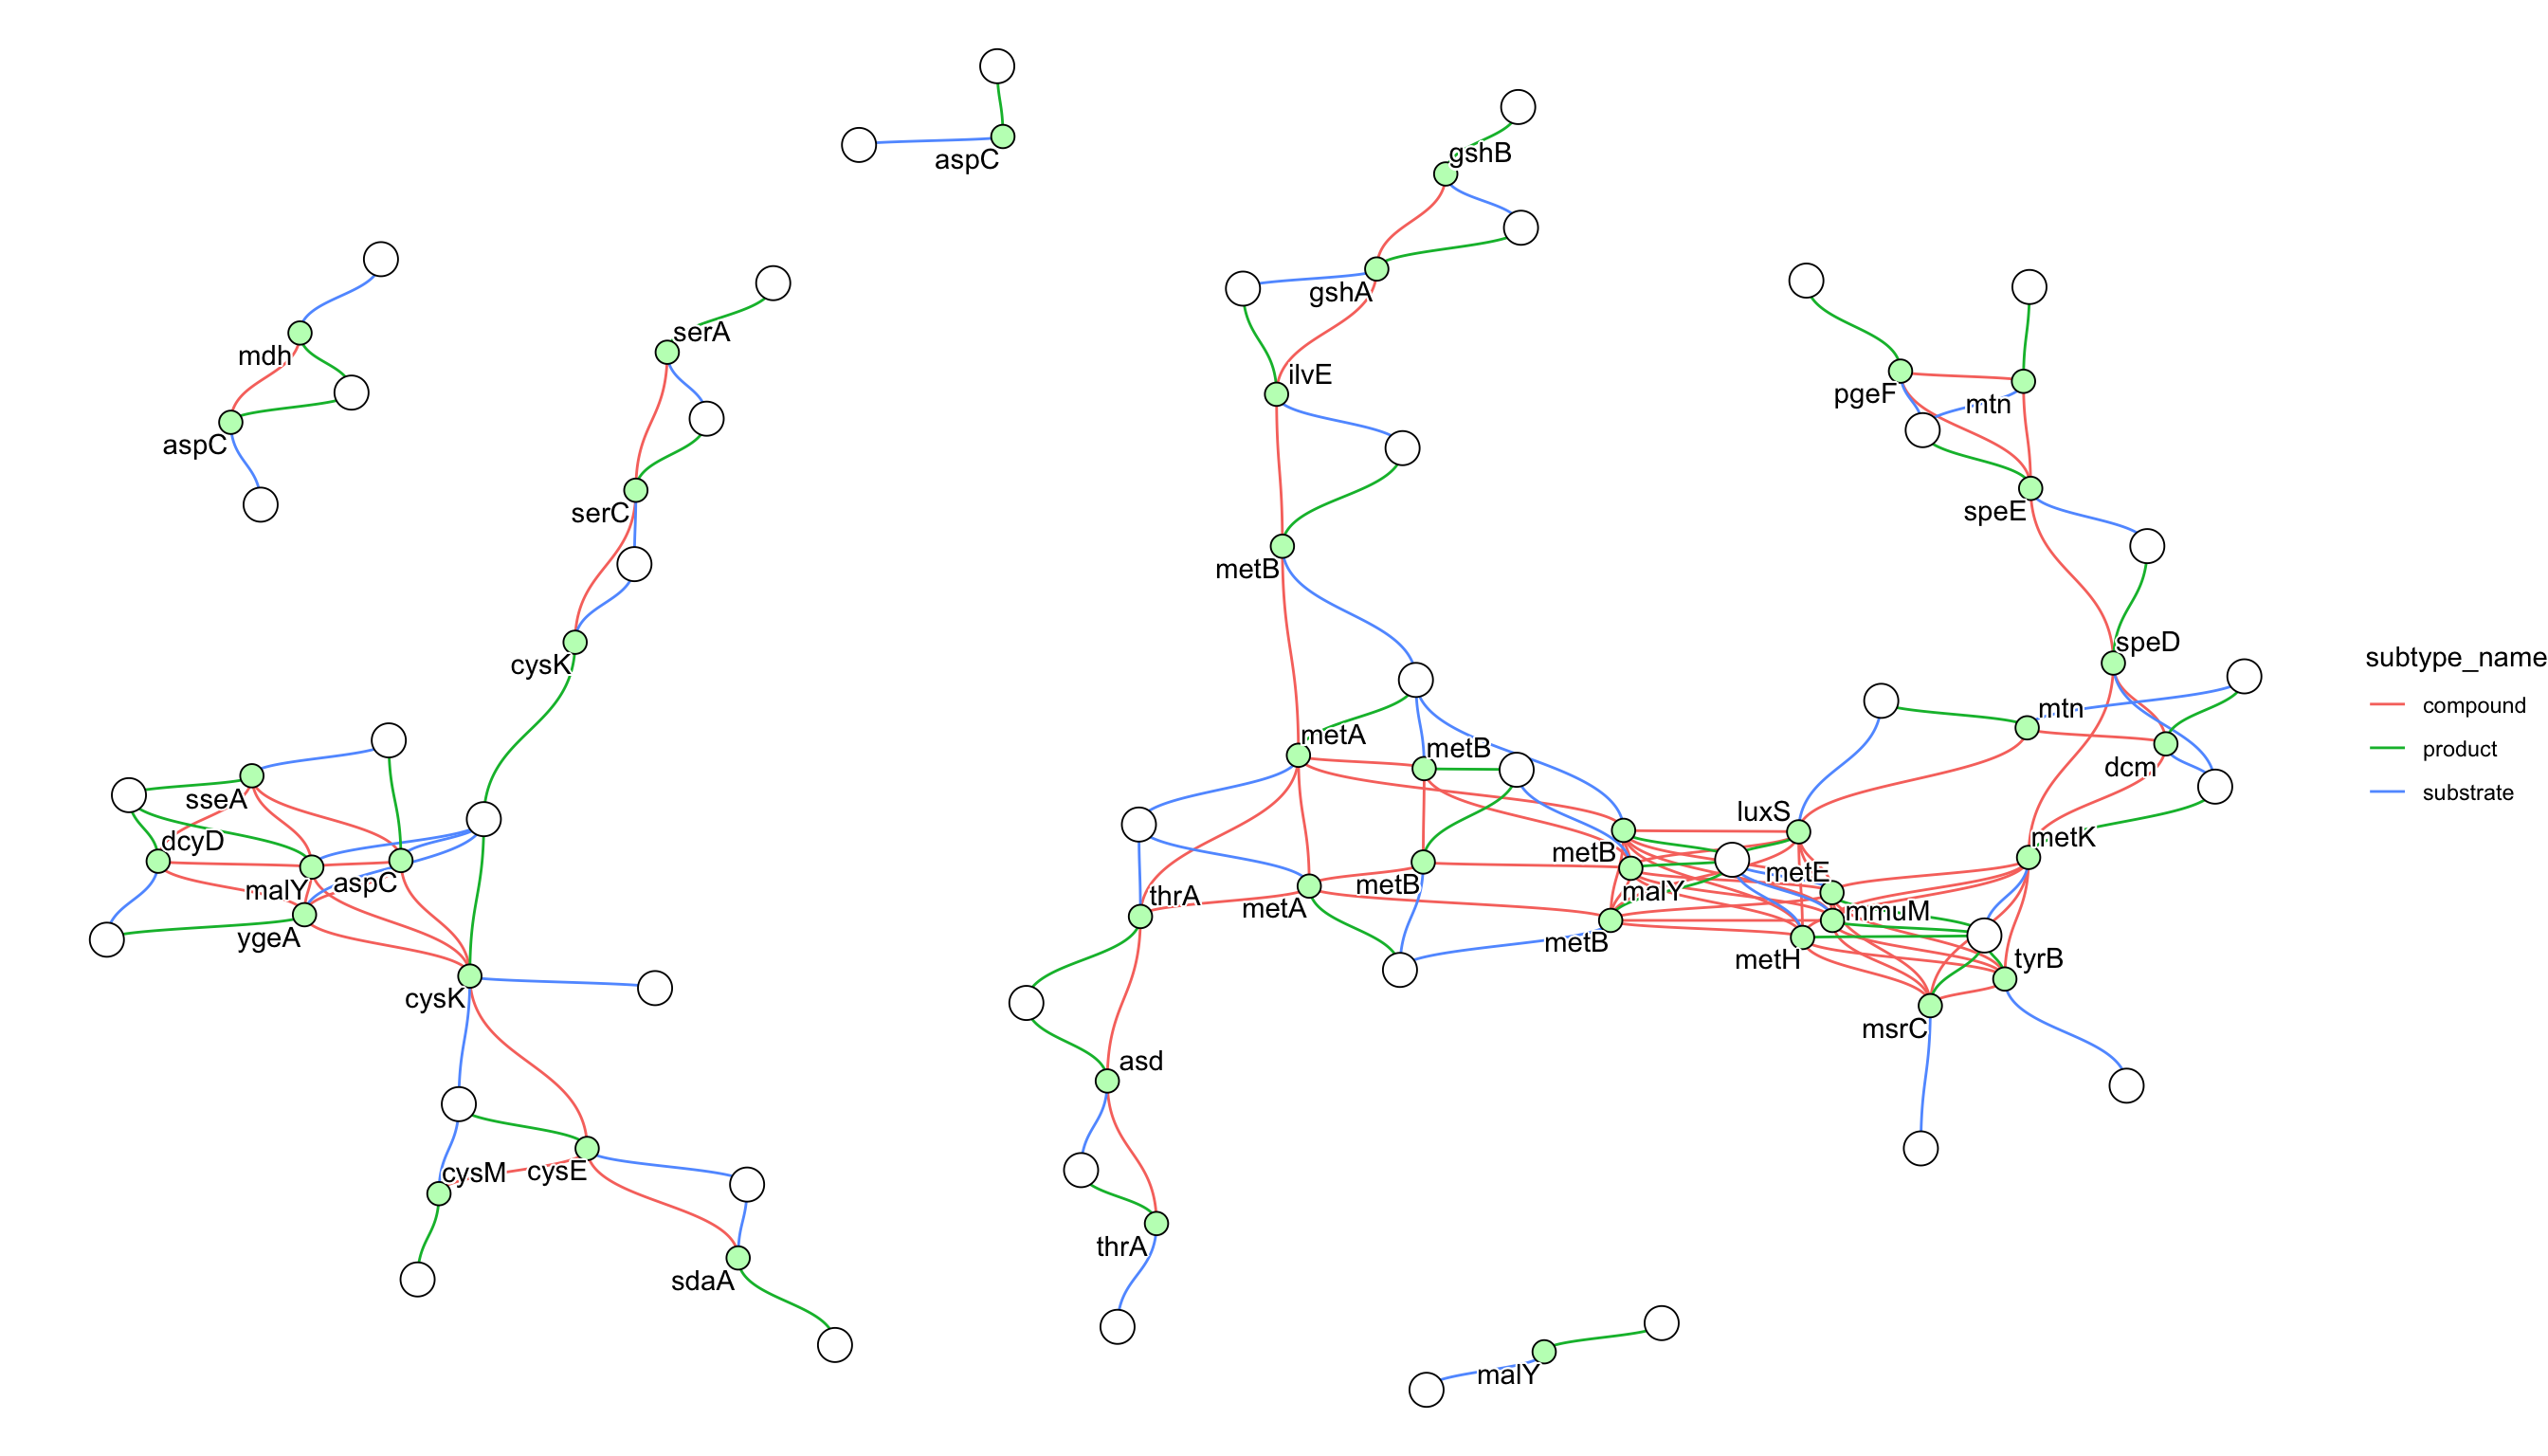 aspC
gshB
gshA
mdh
serA
aspC
ilvE
pgeF
mtn
serC
speE
metB
cysK
speD
mtn
metA
metB
dcm
sseA
luxS
dcyD
metK
metB
metE
malY
aspC
malY
metB
thrA
metA
mmuM
ygeA
metB
metH
tyrB
cysK
msrC
asd
cysM
cysE
thrA
sdaA
malY
subtype_name
compound
product
substrate